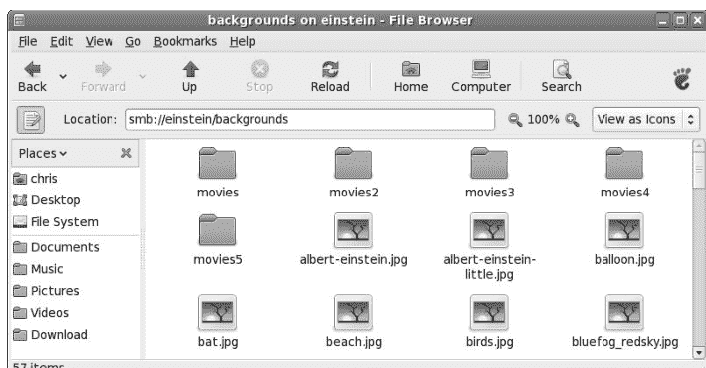 backgrounds on einstein - File Browser
File Edit View Go Bookmarks Help
Back Forward Up Stop Reload Home Computer Search
Location: smb://einstein/backgrounds 100% View as Icons
Places
chris
Desktop
File System
Documents
Music
Pictures
Videos
Download
movies movies2 movies3 movies4
movies5 albert-einstein.jpg albert-einstein-
little.jpg balloon.jpg
bat.jpg beach.jpg birds.jpg bluefog_redsky.jpg
57 items